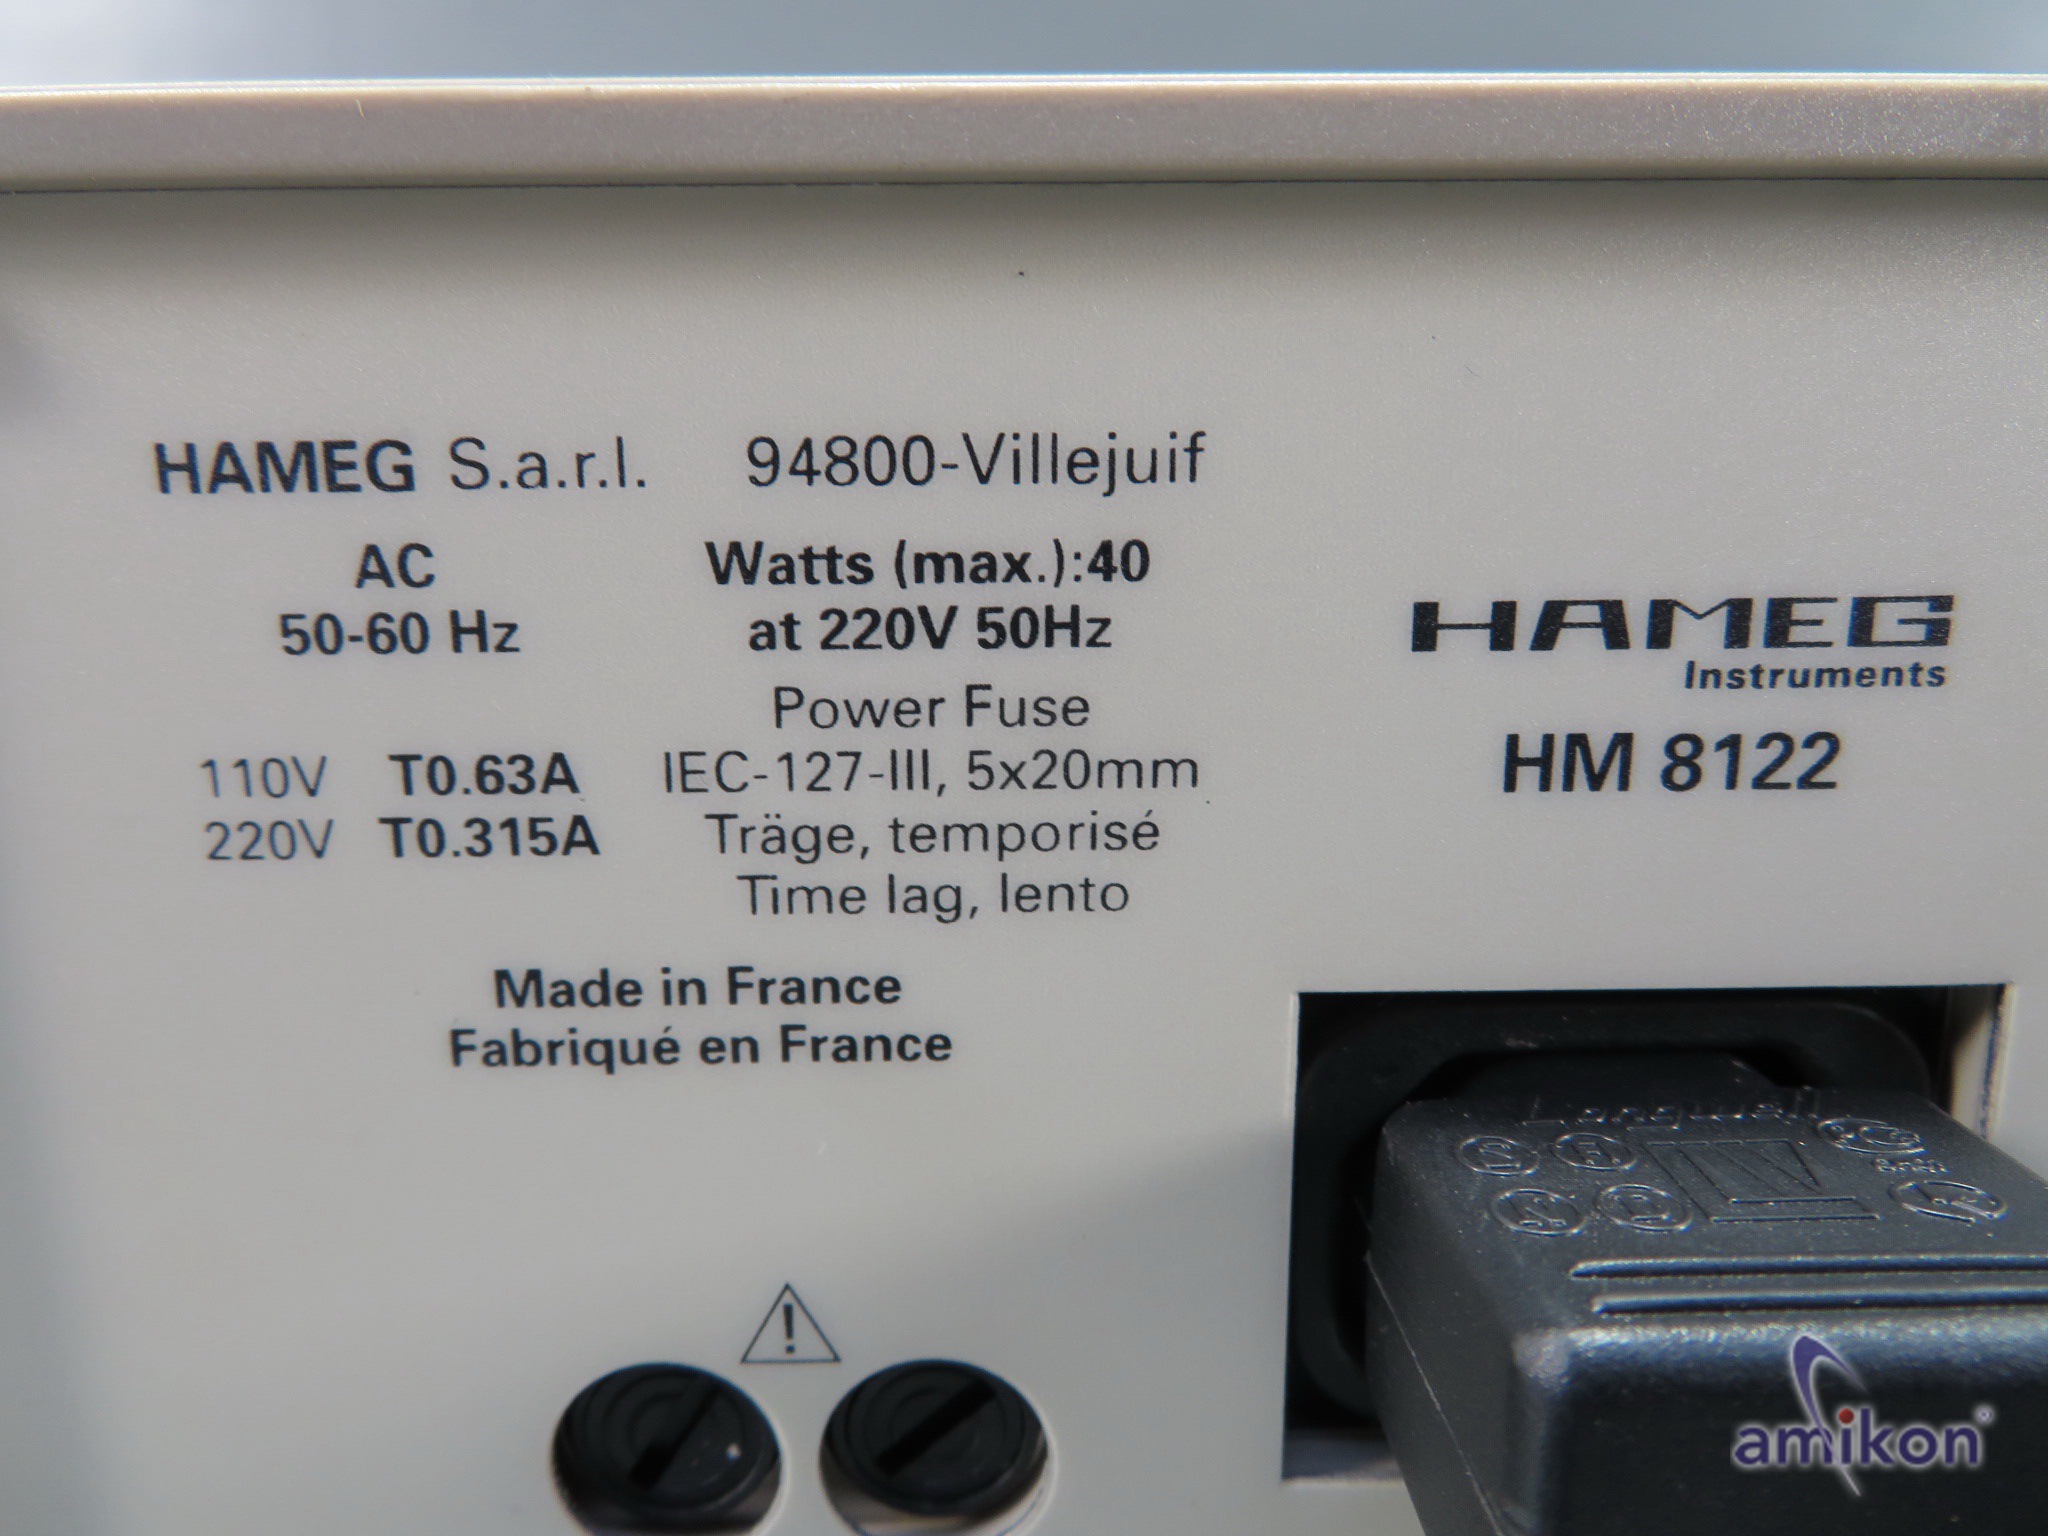 HAMEG S.a.r.l. 94800-Villejuif
AC
50-60 Hz
Watts (max.):40
at 220V 50Hz
Power Fuse
110V T0.63A
220V T0.315A
IEC-127-III, 5x20mm
Träge, temporisé
Time lag, lento
Made in France
Fabriqué en France
HAMEG
Instruments
HM 8122
Longwell
amikon®